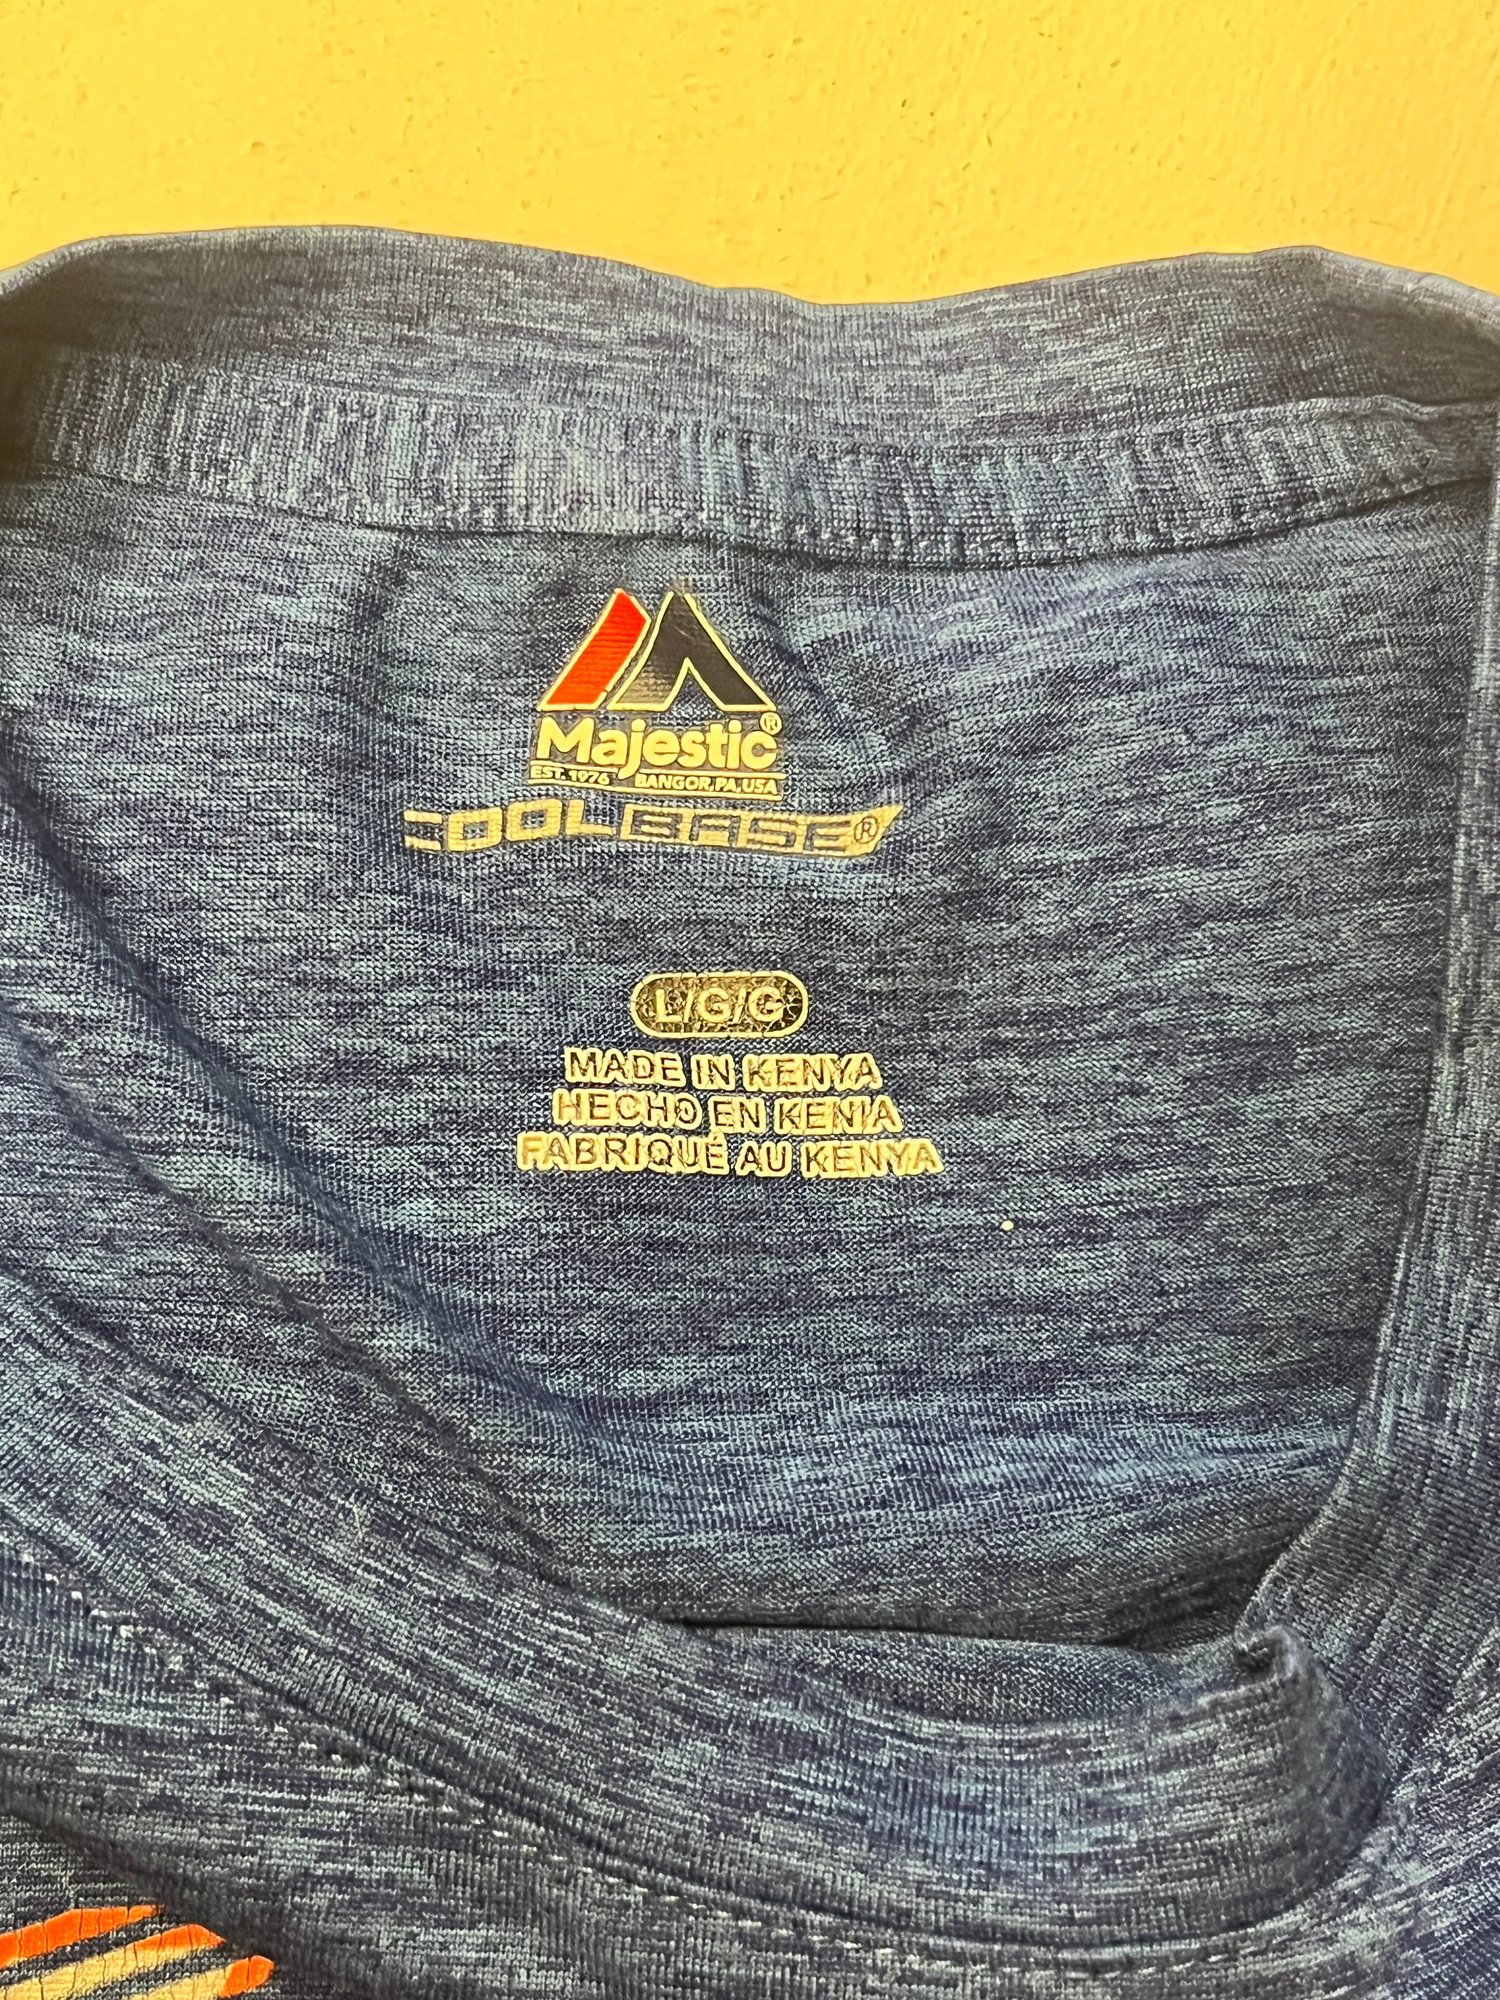 Majestic®
EST. 1976 BANGOR, PA, USA
COOLBASE®
L/G/G
MADE IN KENYA
HECHO EN KENIA
FABRIQUÉ AU KENYA